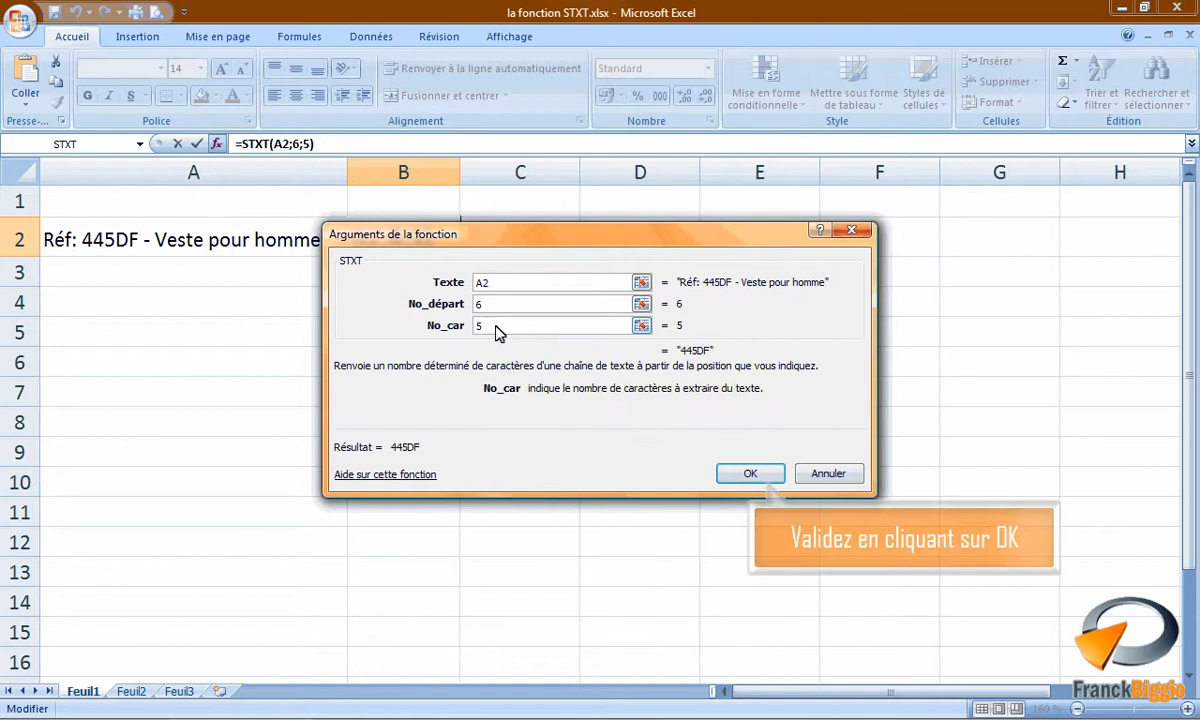 la fonction STXT.xlsx - Microsoft Excel
Accueil Insertion Mise en page Formules Données Révision Affichage
14 Renvoyer à la ligne automatiquement Standard Insérer
Coller G I S Fusionner et centrer % 000 Mise en forme conditionnelle Mettre sous forme de tableau Styles de cellules Supprimer Format Trier et filtrer Rechercher et sélectionner
Presse-... Police Alignement Nombre Style Cellules Édition
STXT fx =STXT(A2;6;5)
A B C D E F G H
1
2 Réf: 445DF - Veste pour homme
3
4
5
6
7
8
9
10
11
12
13
14
15
16
Arguments de la fonction
STXT
Texte A2 = "Réf: 445DF - Veste pour homme"
No_départ 6 = 6
No_car 5 = 5
= "445DF"
Renvoie un nombre déterminé de caractères d'une chaîne de texte à partir de la position que vous indiquez.
No_car indique le nombre de caractères à extraire du texte.
Résultat = 445DF
Aide sur cette fonction OK Annuler
Validez en cliquant sur OK
FranckBiggio
Feuil1 Feuil2 Feuil3
Modifier 160 %